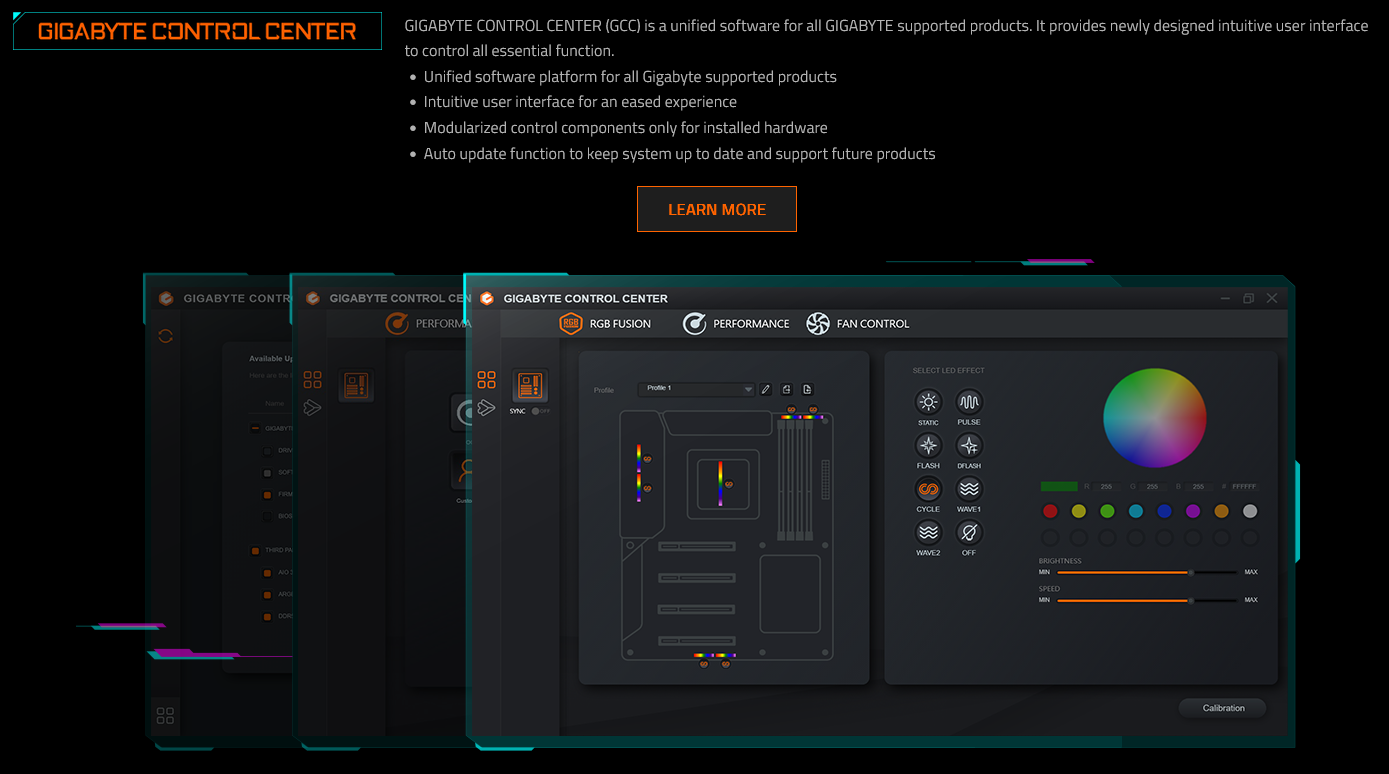 GIGABYTE CONTROL CENTER
GIGABYTE CONTROL CENTER (GCC) is a unified software for all GIGABYTE supported products. It provides newly designed intuitive user interface
to control all essential function.
• Unified software platform for all Gigabyte supported products
• Intuitive user interface for an eased experience
• Modularized control components only for installed hardware
• Auto update function to keep system up to date and support future products
LEARN MORE
GIGABYTE CONTR
Available Up
Here are the
Name
GIGABYTE
DRIV
SOFT
FIRM
BIOS
THIRD PA
AIO
ARG
DDR5
GIGABYTE CONTROL CEN
PERFORMA
Custo
GIGABYTE CONTROL CENTER
RGB FUSION
PERFORMANCE
FAN CONTROL
SYNC OFF
Profile
Profile 1
SELECT LED EFFECT
STATIC
PULSE
FLASH
DFLASH
CYCLE
WAVE1
WAVE2
OFF
R 255 G 255 B 255 # FFFFFF
BRIGHTNESS
MIN
MAX
SPEED
MIN
MAX
Calibration